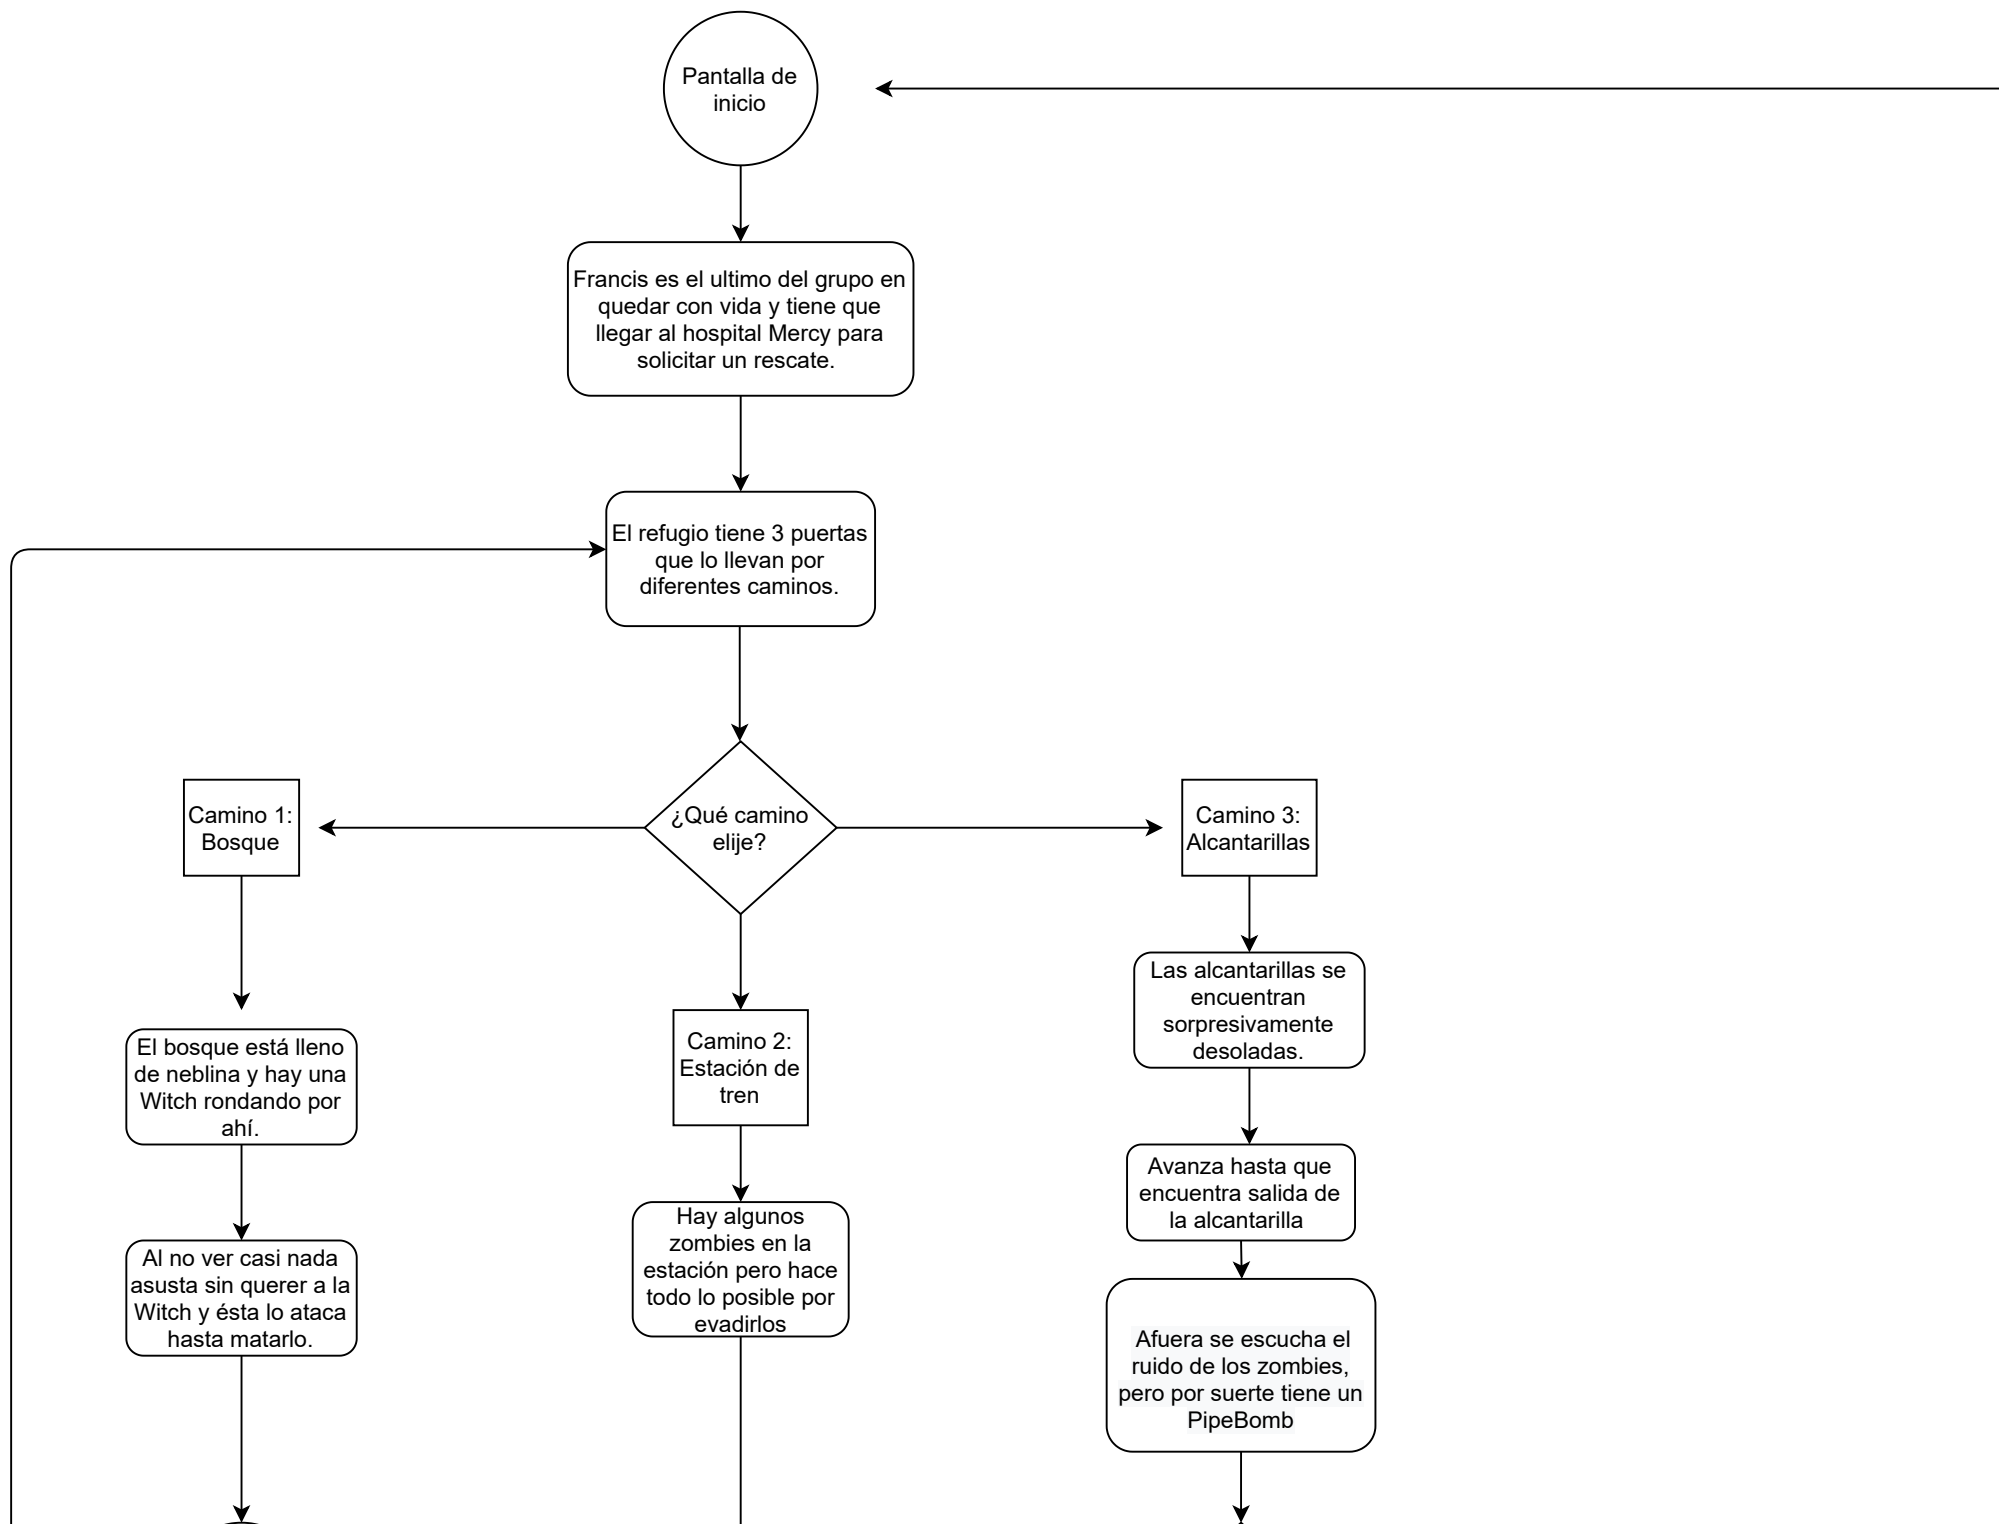 Pantalla de
inicio
Francis es el ultimo del grupo en
quedar con vida y tiene que
llegar al hospital Mercy para
solicitar un rescate.
El refugio tiene 3 puertas
que lo llevan por
diferentes caminos.
¿Qué camino
elije?
Camino 1:
Bosque
Camino 3:
Alcantarillas
El bosque está lleno
de neblina y hay una
Witch rondando por
ahí.
Al no ver casi nada
asusta sin querer a la
Witch y ésta lo ataca
hasta matarlo.
Camino 2:
Estación de
tren
Hay algunos
zombies en la
estación pero hace
todo lo posible por
evadirlos
Las alcantarillas se
encuentran
sorpresivamente
desoladas.
Avanza hasta que
encuentra salida de
la alcantarilla
Afuera se escucha el
ruido de los zombies,
pero por suerte tiene un
PipeBomb